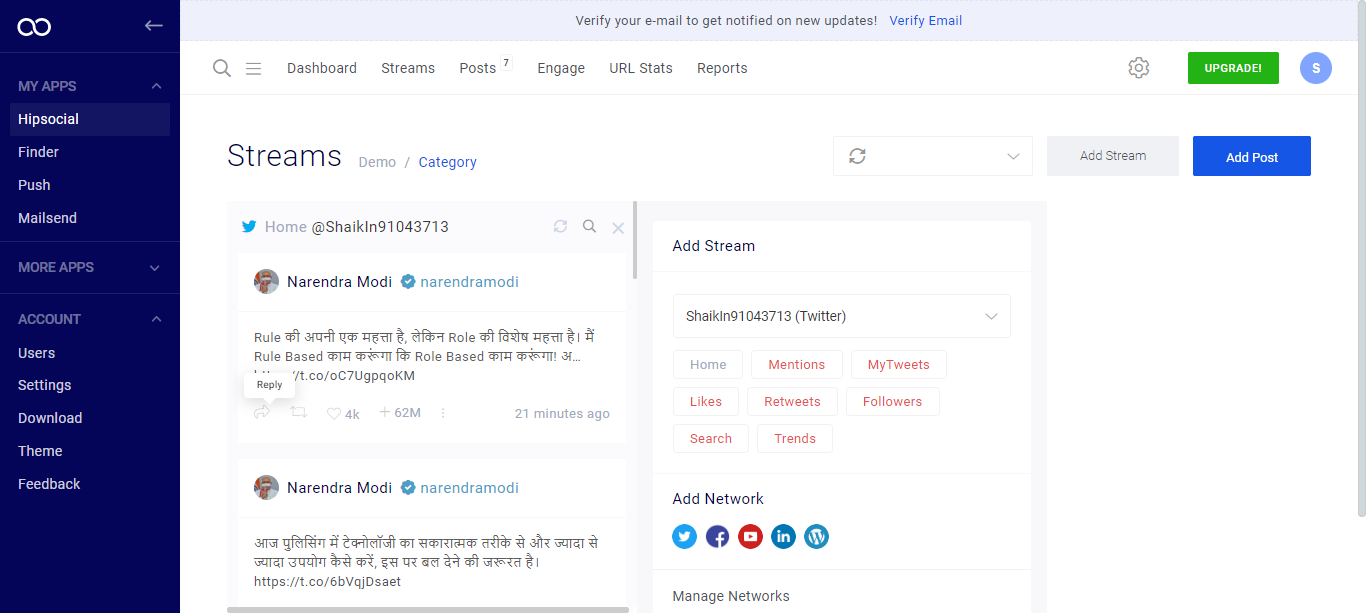 Verify your e-mail to get notified on new updates! Verify Email
Dashboard Streams Posts 7 Engage URL Stats Reports UPGRADE! S
MY APPS
Hipsocial
Finder
Push
Mailsend
MORE APPS
ACCOUNT
Users
Settings
Download
Theme
Feedback
Streams Demo / Category Add Stream Add Post
Home @ShaikIn91043713
Narendra Modi narendramodi
Rule की अपनी एक महत्ता है, लेकिन Role की विशेष महत्ता है। मैं
Rule Based काम करूंगा कि Role Based काम करूंगा! अ...
t.co/oC7UgpqoKM
Reply
4k 62M 21 minutes ago
Narendra Modi narendramodi
आज पुलिसिंग में टेक्नोलॉजी का सकारात्मक तरीके से और ज्यादा से
ज्यादा उपयोग कैसे करें, इस पर बल देने की जरूरत है।
https://t.co/6bVqjDsaet
Add Stream
ShaikIn91043713 (Twitter)
Home Mentions MyTweets
Likes Retweets Followers
Search Trends
Add Network
Manage Networks